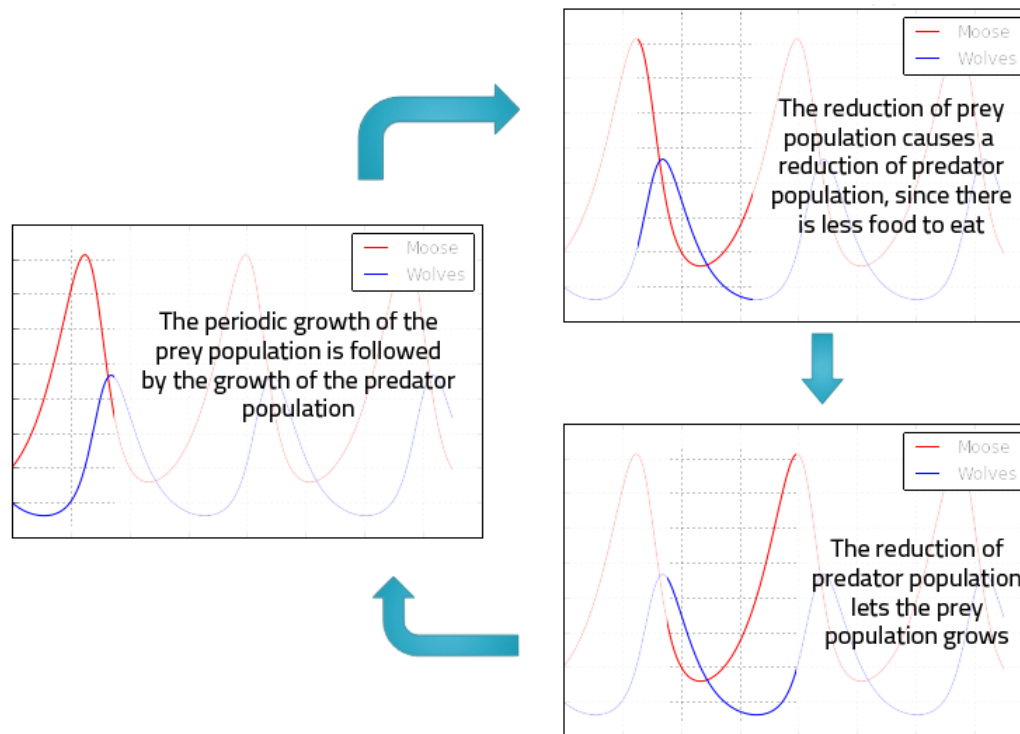 Moose
Wolves
The periodic growth of the
prey population is followed
by the growth of the predator
population
Moose
Wolves
The reduction of prey
population causes a
reduction of predator
population, since there
is less food to eat
Moose
Wolves
The reduction of
predator population
lets the prey
population grows